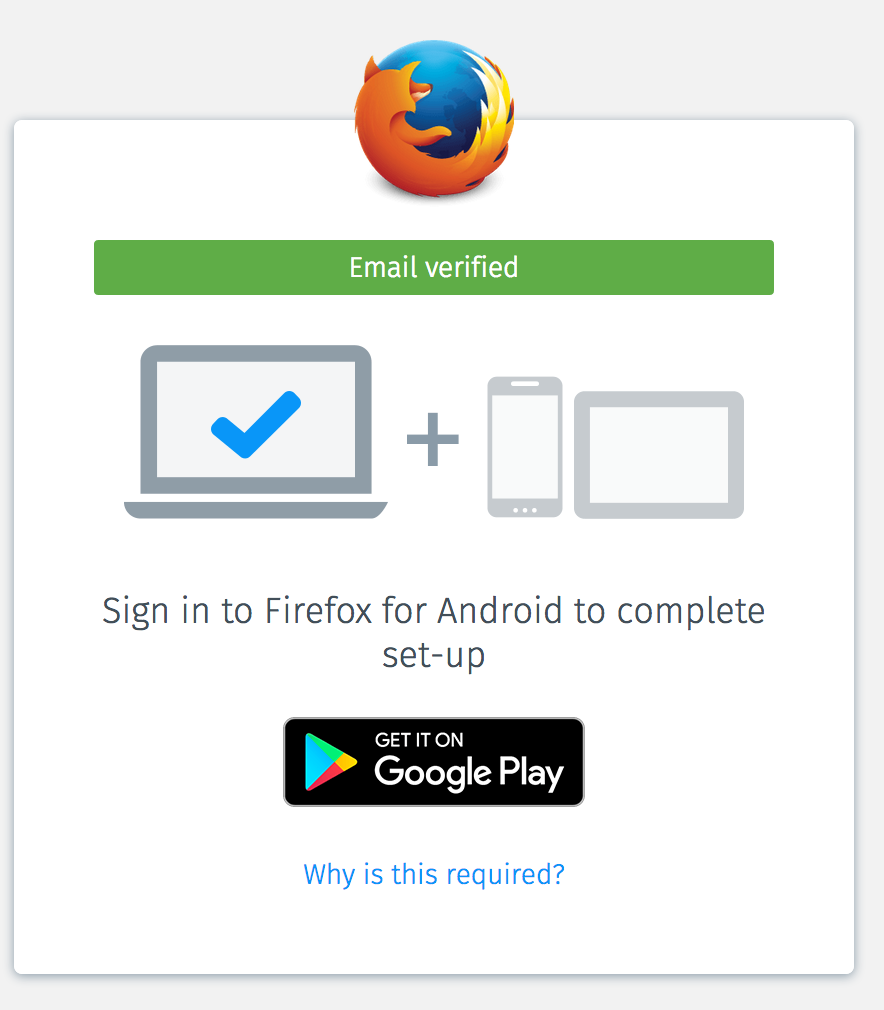 Email verified
Sign in to Firefox for Android to complete
set-up
GET IT ON
Google Play
Why is this required?